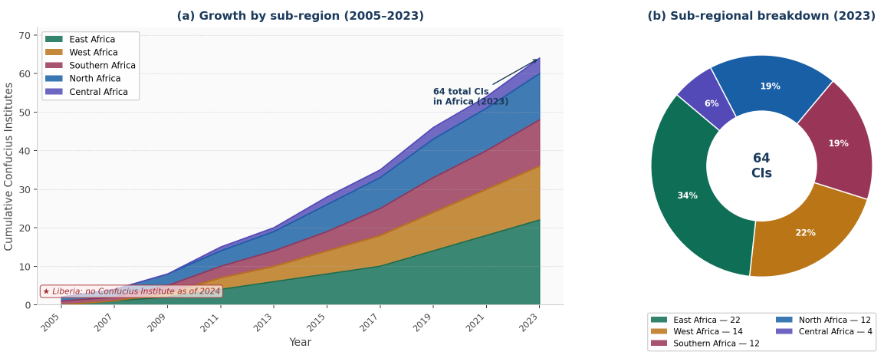 (a) Growth by sub-region (2005–2023)
Cumulative Confucius Institutes
70
60
50
40
30
20
10
0
East Africa
West Africa
Southern Africa
North Africa
Central Africa
64 total CIs
in Africa (2023)
★ Liberia: no Confucius Institute as of 2024
2005
2007
2009
2011
2013
2015
2017
2019
2021
2023
Year
(b) Sub-regional breakdown (2023)
19%
6%
19%
64
CIs
34%
22%
East Africa — 22
West Africa — 14
Southern Africa — 12
North Africa — 12
Central Africa — 4